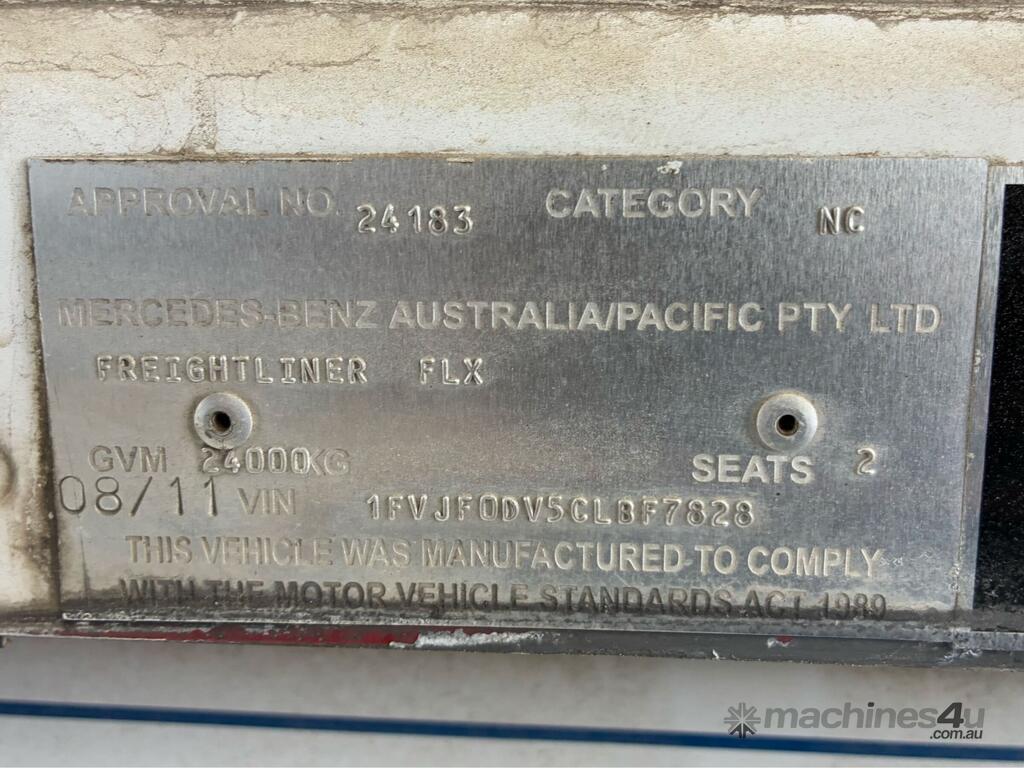 APPROVAL NO. 24183 CATEGORY NC
MERCEDES-BENZ AUSTRALIA/PACIFIC PTY LTD
FREIGHTLINER FLX
GVM 24000KG SEATS 2
08/11 VIN 1FVJF0DV5CLBF7828
THIS VEHICLE WAS MANUFACTURED TO COMPLY
WITH THE MOTOR VEHICLE STANDARDS ACT 1989
machines4u
.com.au